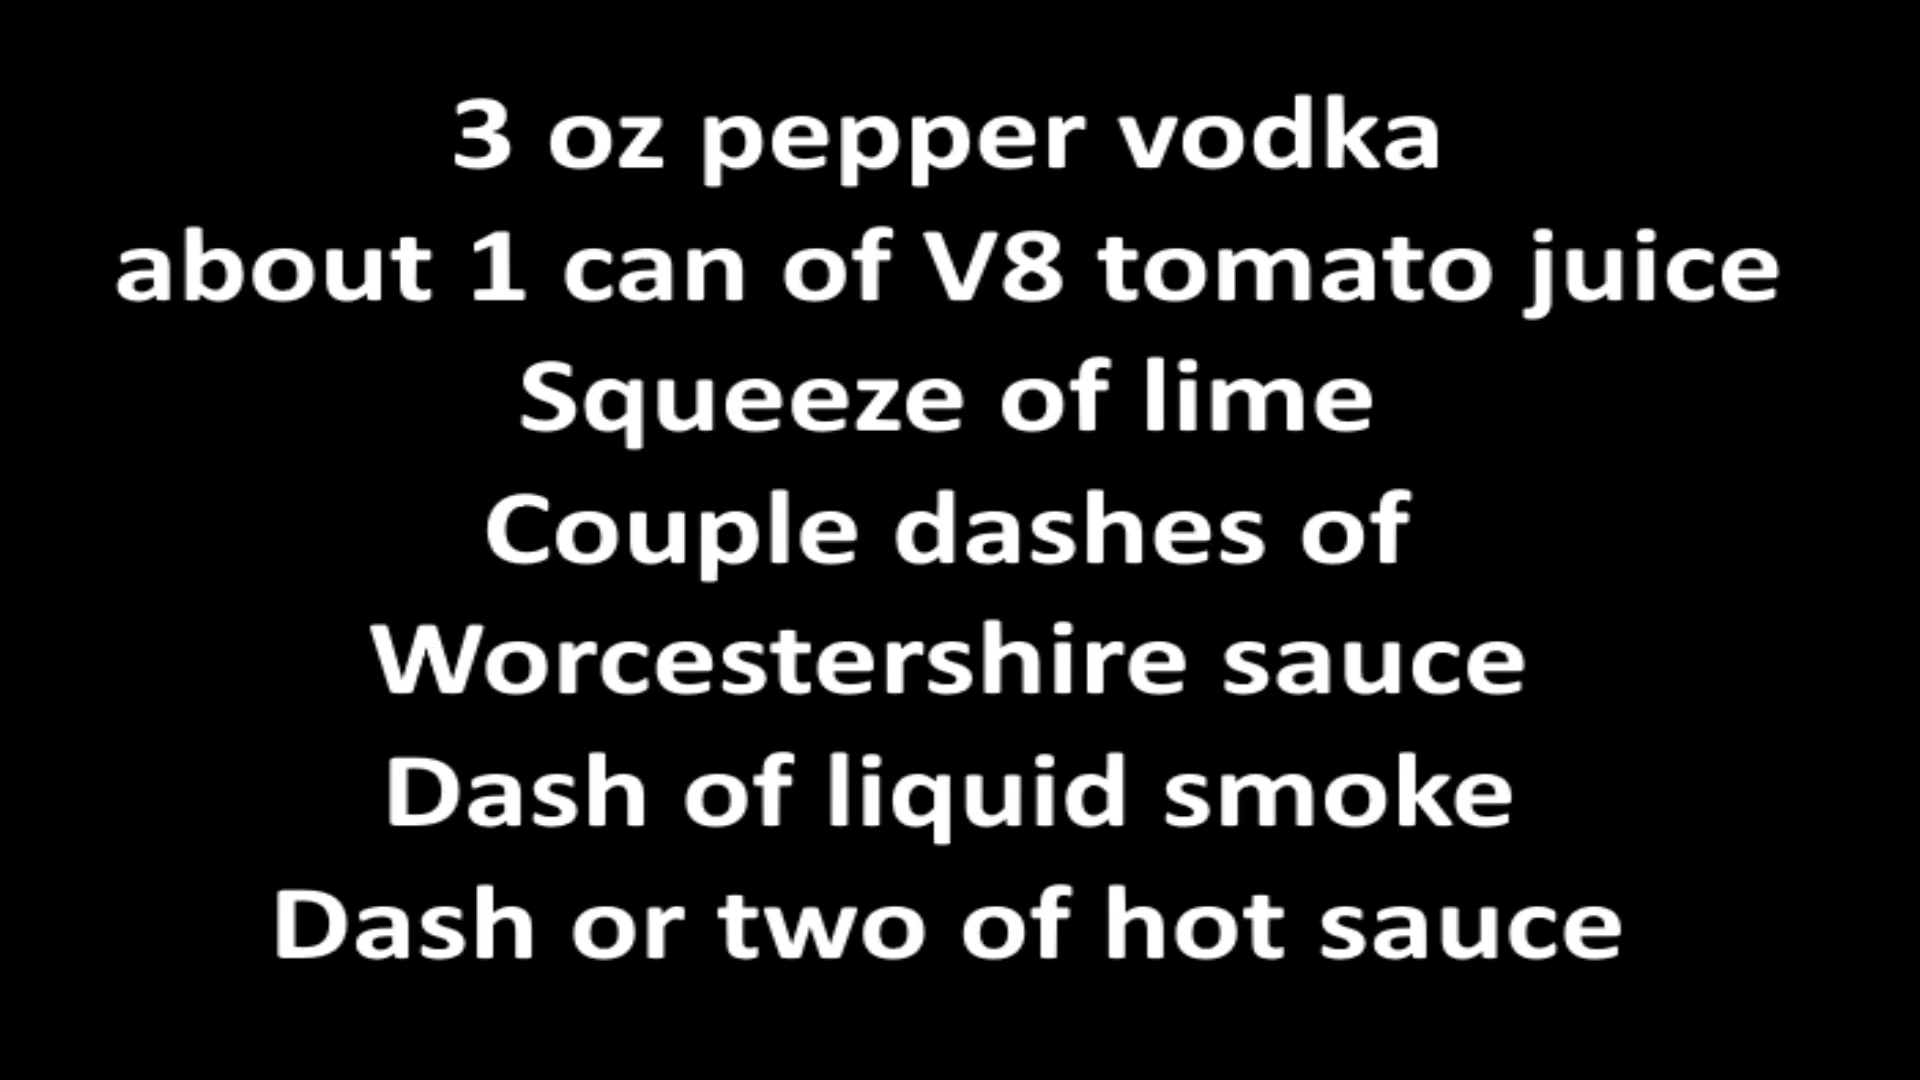 3 oz pepper vodka
about 1 can of V8 tomato juice
Squeeze of lime
Couple dashes of
Worcestershire sauce
Dash of liquid smoke
Dash or two of hot sauce